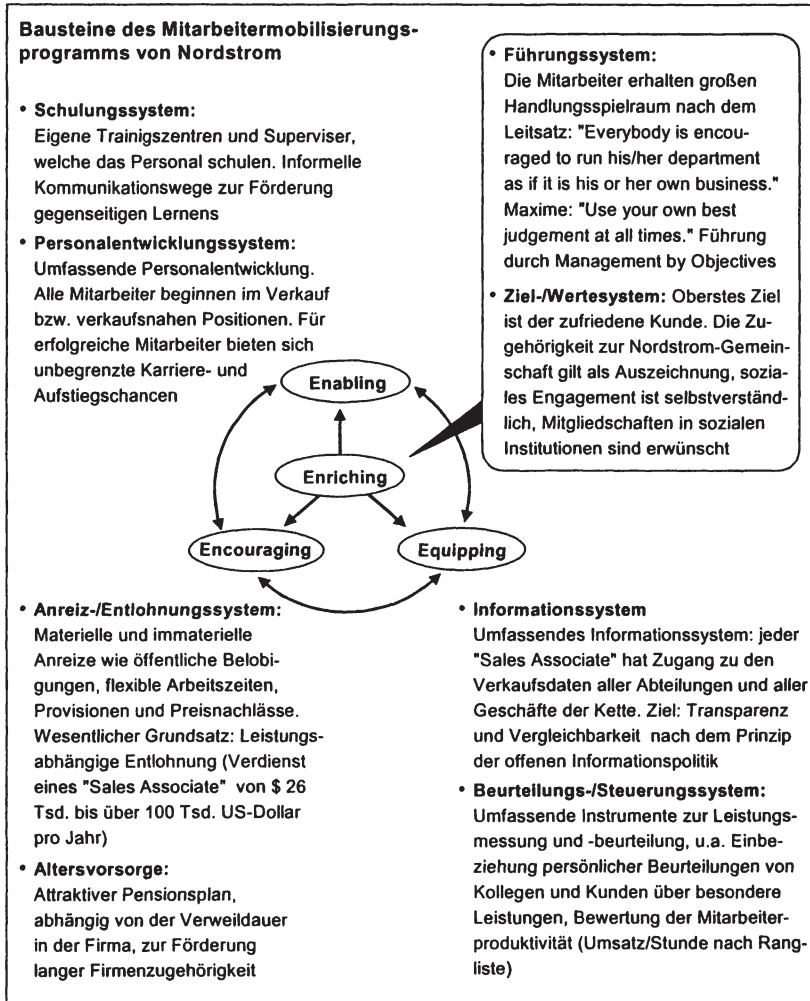 Bausteine des Mitarbeitermobilisierungs-
programms von Nordstrom
• Schulungssystem:
Eigene Trainigszentren und Superviser,
welche das Personal schulen. Informelle
Kommunikationswege zur Förderung
gegenseitigen Lernens
• Personalentwicklungssystem:
Umfassende Personalentwicklung.
Alle Mitarbeiter beginnen im Verkauf
bzw. verkaufsnahen Positionen. Für
erfolgreiche Mitarbeiter bieten sich
unbegrenzte Karriere- und
Aufstiegschancen
• Führungssystem:
Die Mitarbeiter erhalten großen
Handlungsspielraum nach dem
Leitsatz: "Everybody is encou-
raged to run his/her department
as if it is his or her own business."
Maxime: "Use your own best
judgement at all times." Führung
durch Management by Objectives
• Ziel-/Wertesystem: Oberstes Ziel
ist der zufriedene Kunde. Die Zu-
gehörigkeit zur Nordstrom-Gemein-
schaft gilt als Auszeichnung, sozia-
les Engagement ist selbstverständ-
lich, Mitgliedschaften in sozialen
Institutionen sind erwünscht
Enabling
Enriching
Encouraging
Equipping
• Anreiz-/Entlohnungssystem:
Materielle und immaterielle
Anreize wie öffentliche Belobi-
gungen, flexible Arbeitszeiten,
Provisionen und Preisnachlässe.
Wesentlicher Grundsatz: Leistungs-
abhängige Entlohnung (Verdienst
eines "Sales Associate" von $ 26
Tsd. bis über 100 Tsd. US-Dollar
pro Jahr)
• Altersvorsorge:
Attraktiver Pensionsplan,
abhängig von der Verweildauer
in der Firma, zur Förderung
langer Firmenzugehörigkeit
• Informationssystem
Umfassendes Informationssystem: jeder
"Sales Associate" hat Zugang zu den
Verkaufsdaten aller Abteilungen und aller
Geschäfte der Kette. Ziel: Transparenz
und Vergleichbarkeit nach dem Prinzip
der offenen Informationspolitik
• Beurteilungs-/Steuerungssystem:
Umfassende Instrumente zur Leistungs-
messung und -beurteilung, u.a. Einbe-
ziehung persönlicher Beurteilungen von
Kollegen und Kunden über besondere
Leistungen, Bewertung der Mitarbeiter-
produktivität (Umsatz/Stunde nach Rang-
liste)